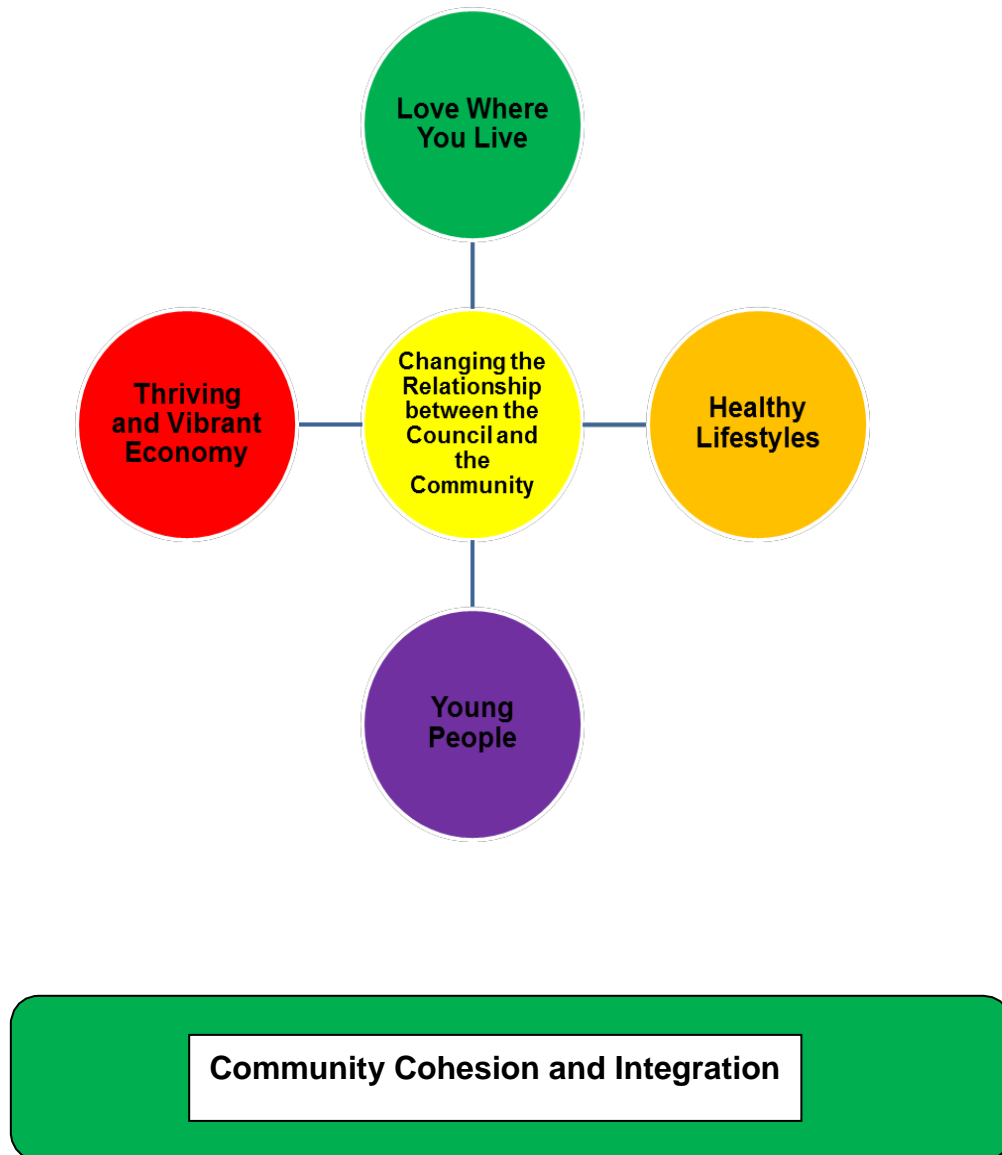 Love Where
You Live
Thriving
and Vibrant
Economy
Changing the
Relationship
between the
Council and
the
Community
Healthy
Lifestyles
Young
People
Community Cohesion and Integration